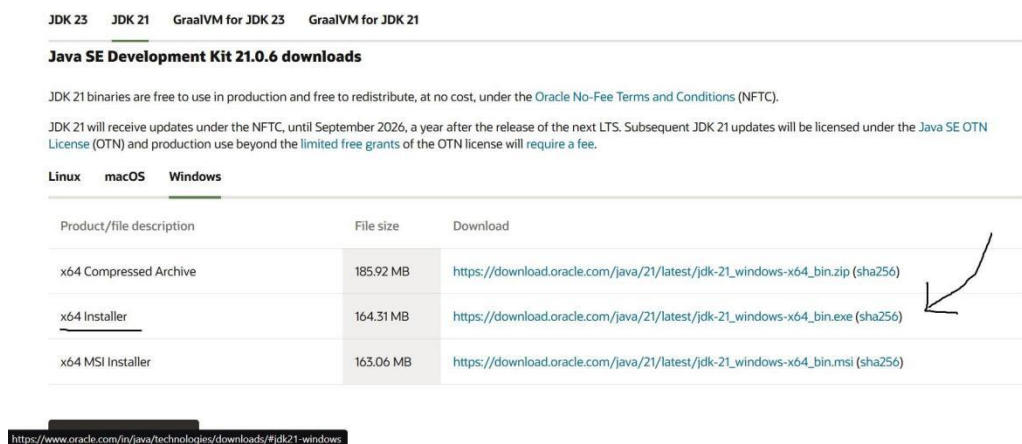 JDK 23 JDK 21 GraalVM for JDK 23 GraalVM for JDK 21
Java SE Development Kit 21.0.6 downloads
JDK 21 binaries are free to use in production and free to redistribute, at no cost, under the Oracle No-Fee Terms and Conditions (NFTC).
JDK 21 will receive updates under the NFTC, until September 2026, a year after the release of the next LTS. Subsequent JDK 21 updates will be licensed under the Java SE OTN
License (OTN) and production use beyond the limited free grants of the OTN license will require a fee.
Linux macOS Windows
Product/file description File size Download
x64 Compressed Archive 185.92 MB https://download.oracle.com/java/21/latest/jdk-21_windows-x64_bin.zip (sha256)
x64 Installer 164.31 MB https://download.oracle.com/java/21/latest/jdk-21_windows-x64_bin.exe (sha256)
x64 MSI Installer 163.06 MB https://download.oracle.com/java/21/latest/jdk-21_windows-x64_bin.msi (sha256)
https://www.oracle.com/in/java/technologies/downloads/#jdk21-windows